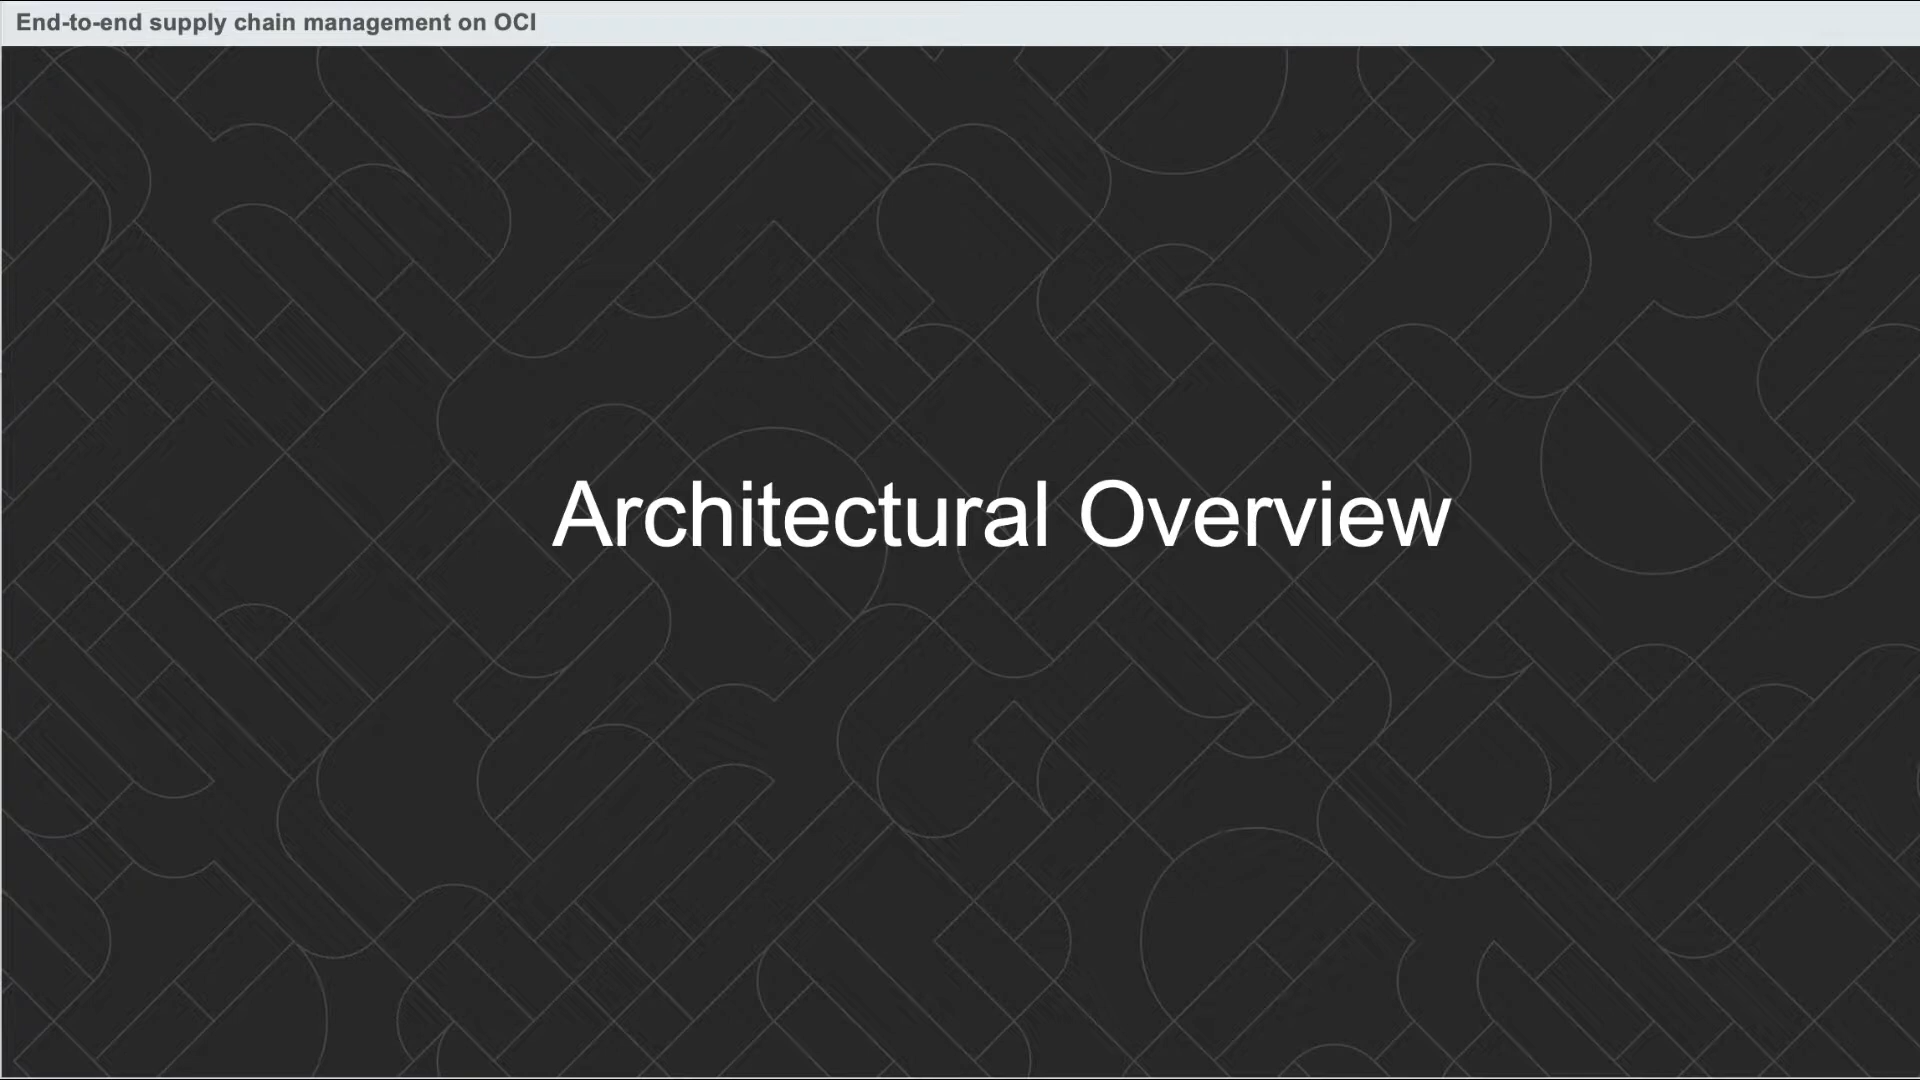 End-to-end supply chain management on OCI
Architectural Overview